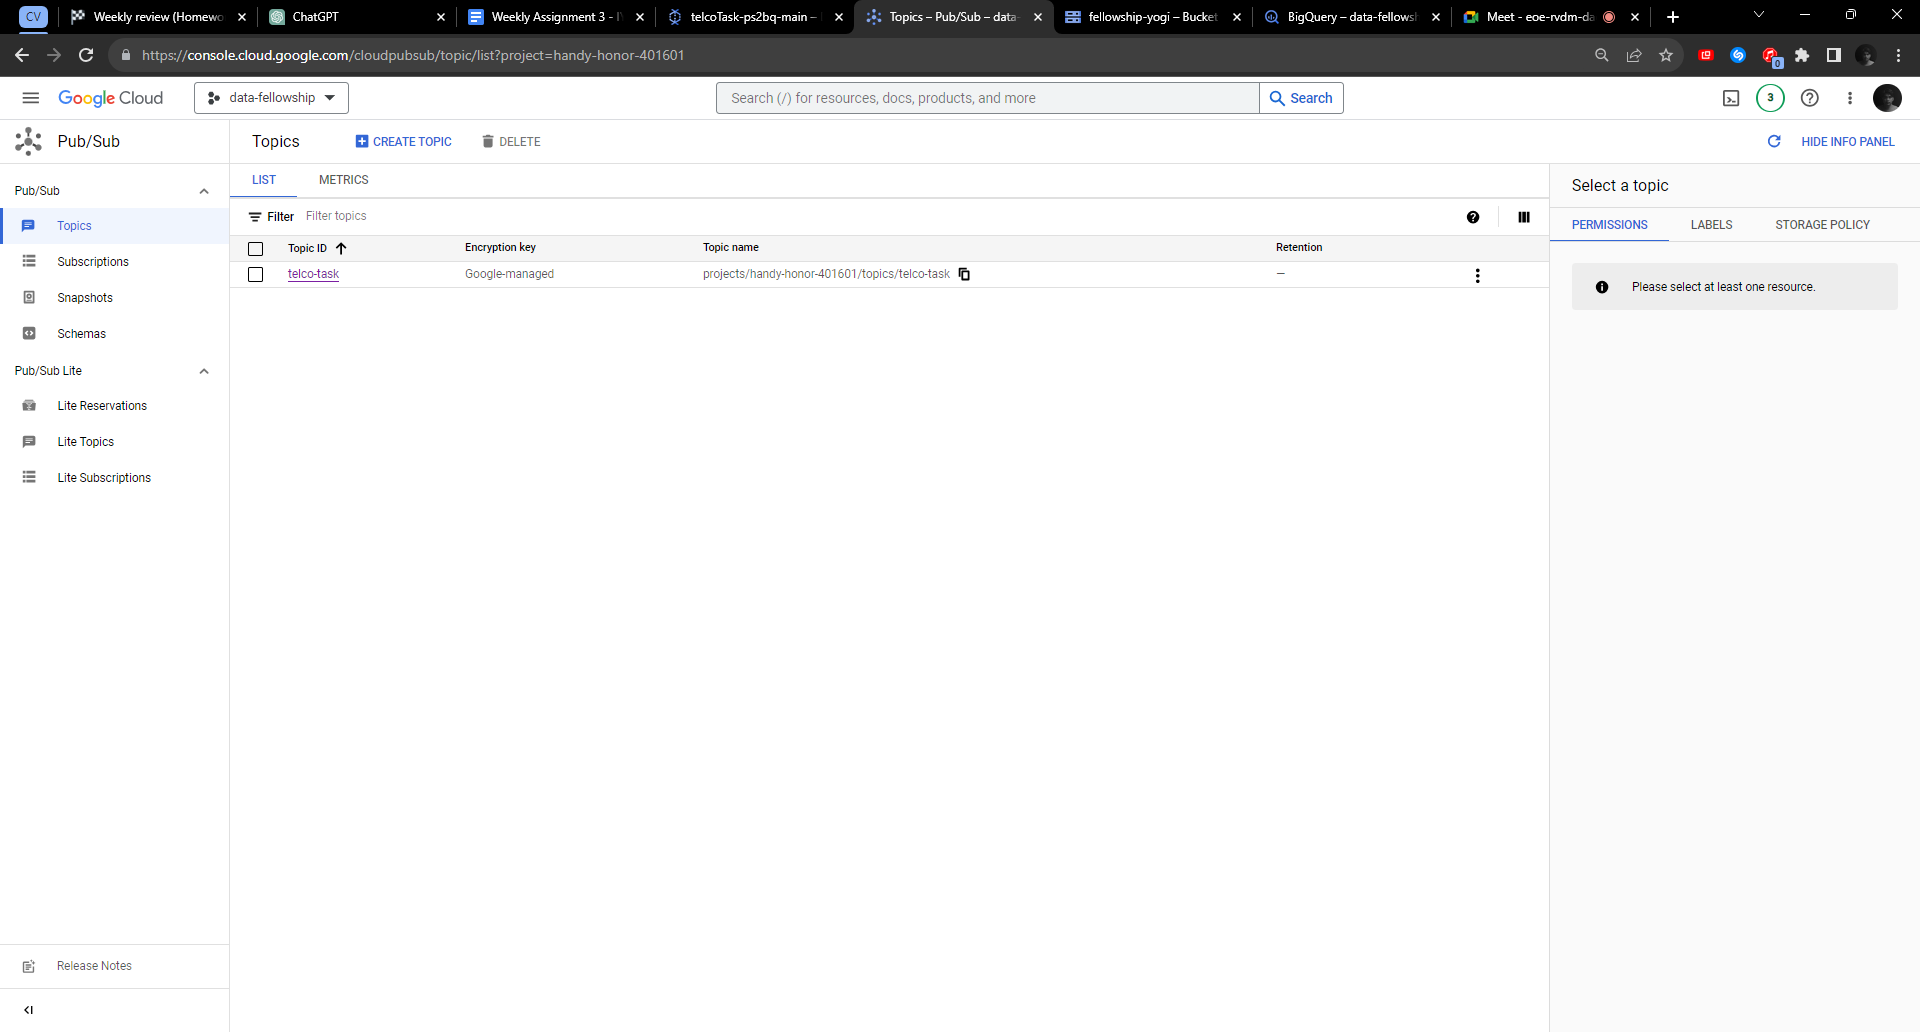 CV
Weekly review (Homewo
ChatGPT
Weekly Assignment 3 - I
telcoTask-ps2bq-main –
Topics – Pub/Sub – data-
fellowship-yogi – Bucket
BigQuery – data-fellowsh
Meet - eoe-rvdm-da
https://console.cloud.google.com/cloudpubsub/topic/list?project=handy-honor-401601
0
Google Cloud
data-fellowship
Search (/) for resources, docs, products, and more
Search
3
Pub/Sub
Topics
CREATE TOPIC
DELETE
HIDE INFO PANEL
Pub/Sub
Topics
Subscriptions
Snapshots
Schemas
Pub/Sub Lite
Lite Reservations
Lite Topics
Lite Subscriptions
Release Notes
LIST
METRICS
Filter
Filter topics
Topic ID
Encryption key
Topic name
Retention
telco-task
Google-managed
projects/handy-honor-401601/topics/telco-task
—
Select a topic
PERMISSIONS
LABELS
STORAGE POLICY
Please select at least one resource.